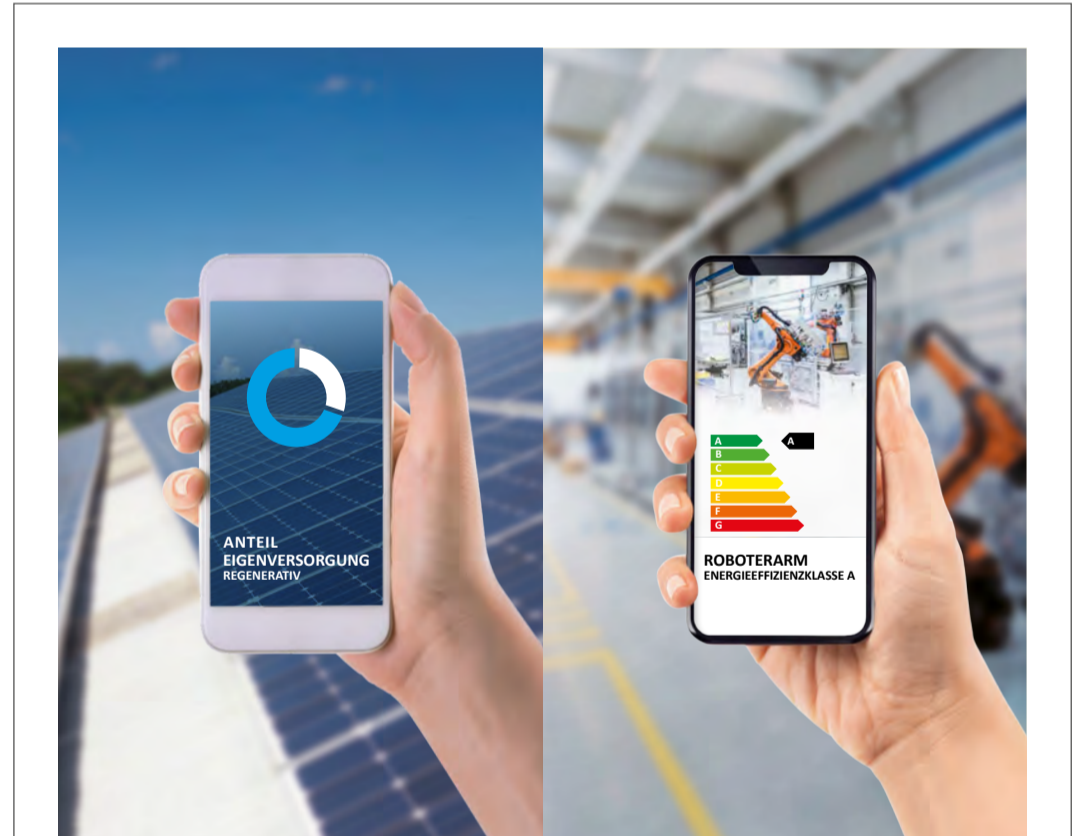 ANTEIL
EIGENVERSORGUNG
REGENERATIV
A
A
B
C
D
E
F
G
ROBOTERARM
ENERGIEEFFIZIENZKLASSE A